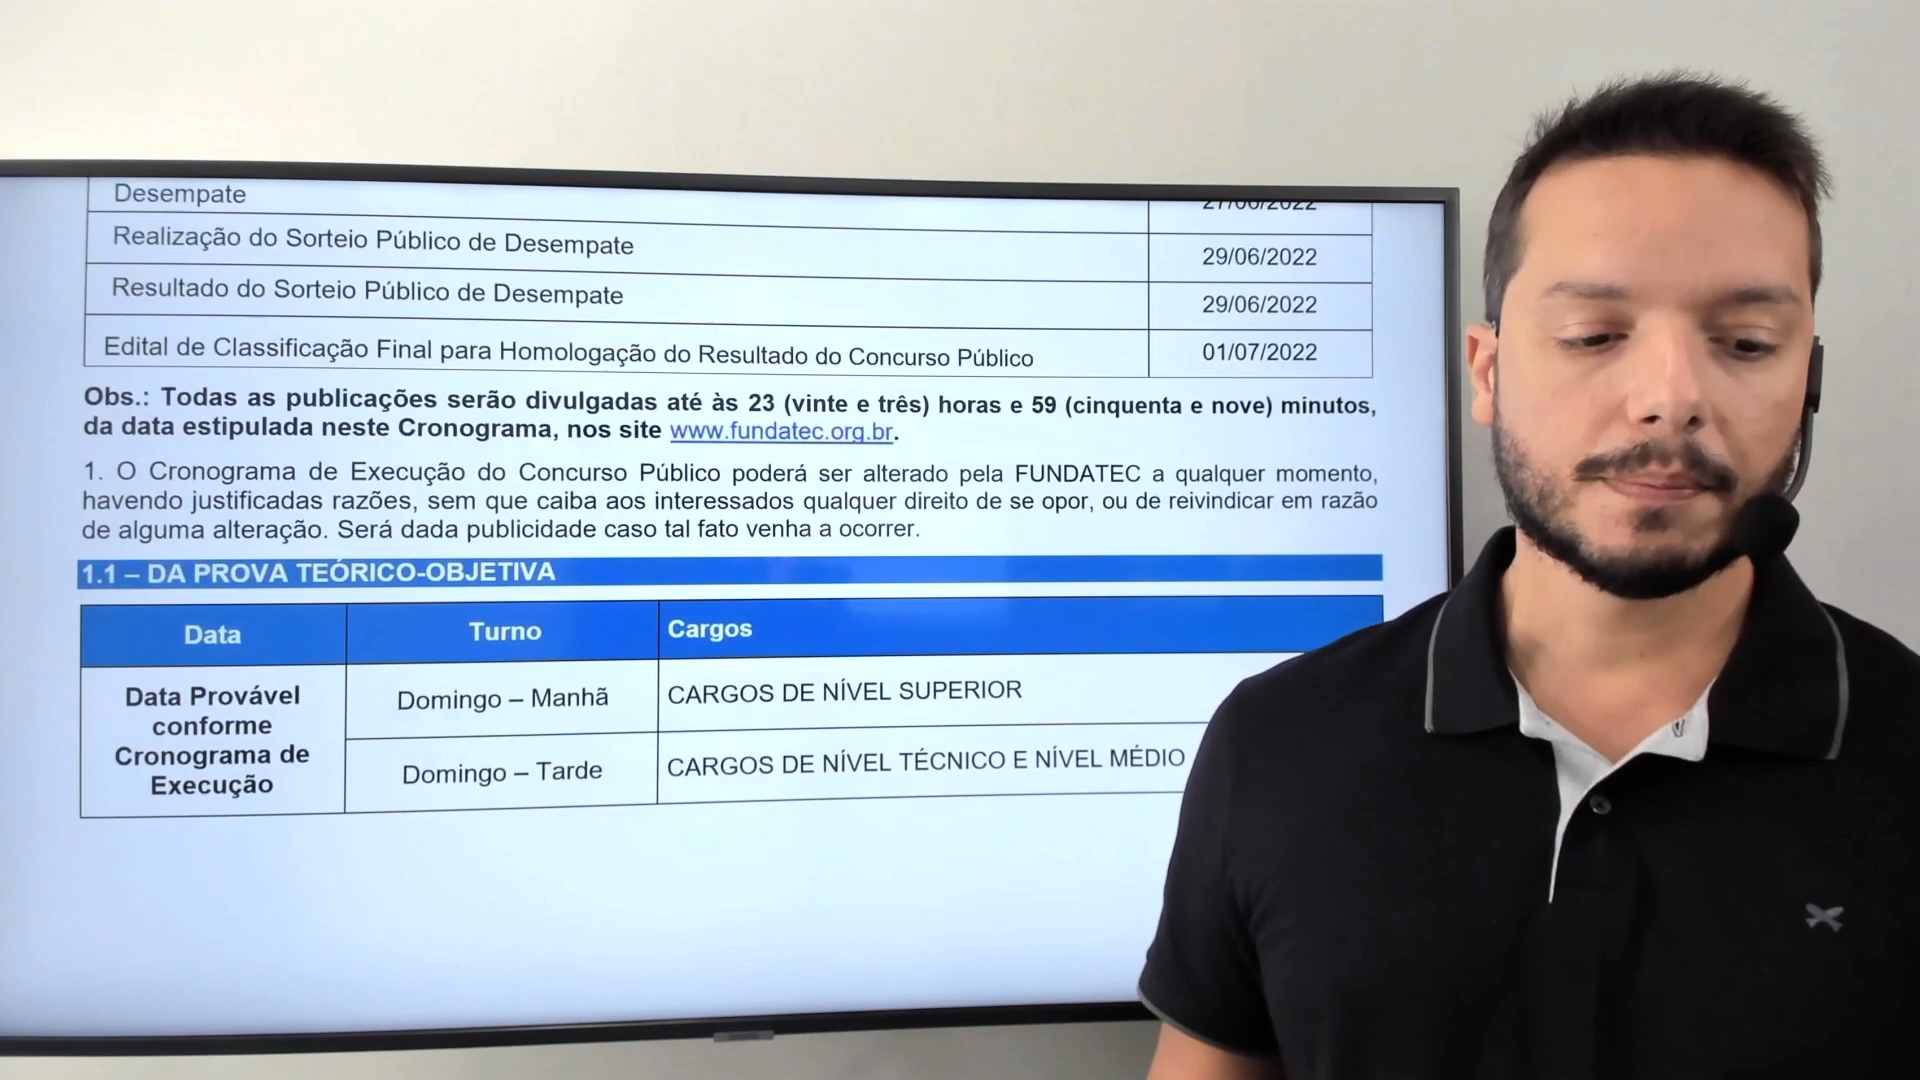 Desempate
27/06/2022
Realização do Sorteio Público de Desempate
29/06/2022
Resultado do Sorteio Público de Desempate
29/06/2022
Edital de Classificação Final para Homologação do Resultado do Concurso Público
01/07/2022
Obs.: Todas as publicações serão divulgadas até às 23 (vinte e três) horas e 59 (cinquenta e nove) minutos,
da data estipulada neste Cronograma, nos site www.fundatec.org.br.
1. O Cronograma de Execução do Concurso Público poderá ser alterado pela FUNDATEC a qualquer momento,
havendo justificadas razões, sem que caiba aos interessados qualquer direito de se opor, ou de reivindicar em razão
de alguma alteração. Será dada publicidade caso tal fato venha a ocorrer.
1.1 – DA PROVA TEÓRICO-OBJETIVA
Data
Turno
Cargos
Data Provável
conforme
Cronograma de
Execução
Domingo – Manhã
CARGOS DE NÍVEL SUPERIOR
Domingo – Tarde
CARGOS DE NÍVEL TÉCNICO E NÍVEL MÉDIO